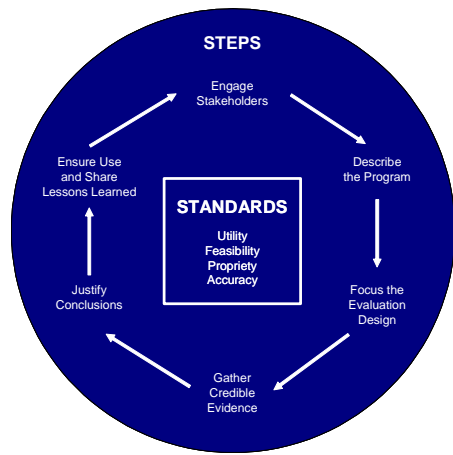 STEPS
Engage
Stakeholders
Describe
the Program
Focus the
Evaluation
Design
Gather
Credible
Evidence
Justify
Conclusions
Ensure Use
and Share
Lessons Learned
STANDARDS
Utility
Feasibility
Propriety
Accuracy